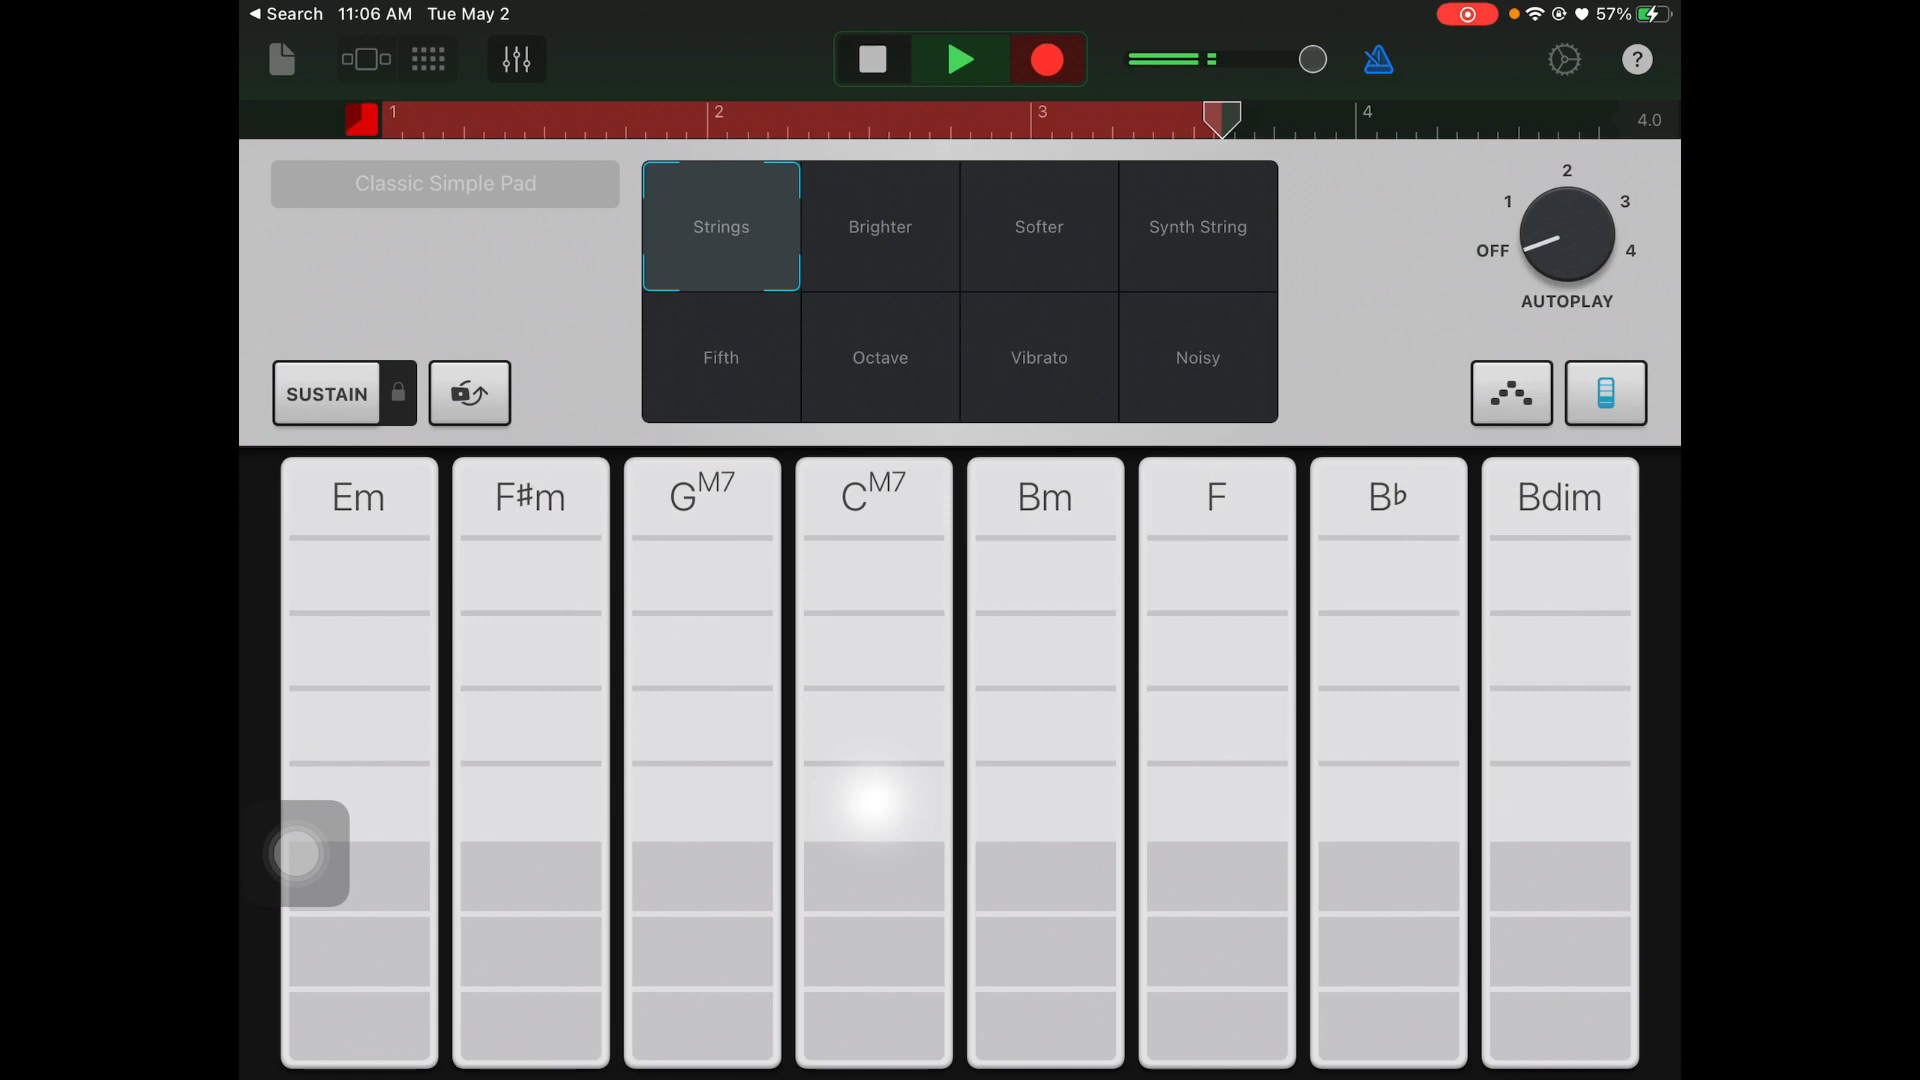 Search 11:06 AM Tue May 2
57%
?
1 2 3 4 4.0
Classic Simple Pad
Strings Brighter Softer Synth String
Fifth Octave Vibrato Noisy
2
1 3
OFF 4
AUTOPLAY
SUSTAIN
Em F♯m GM7 CM7 Bm F B♭ Bdim